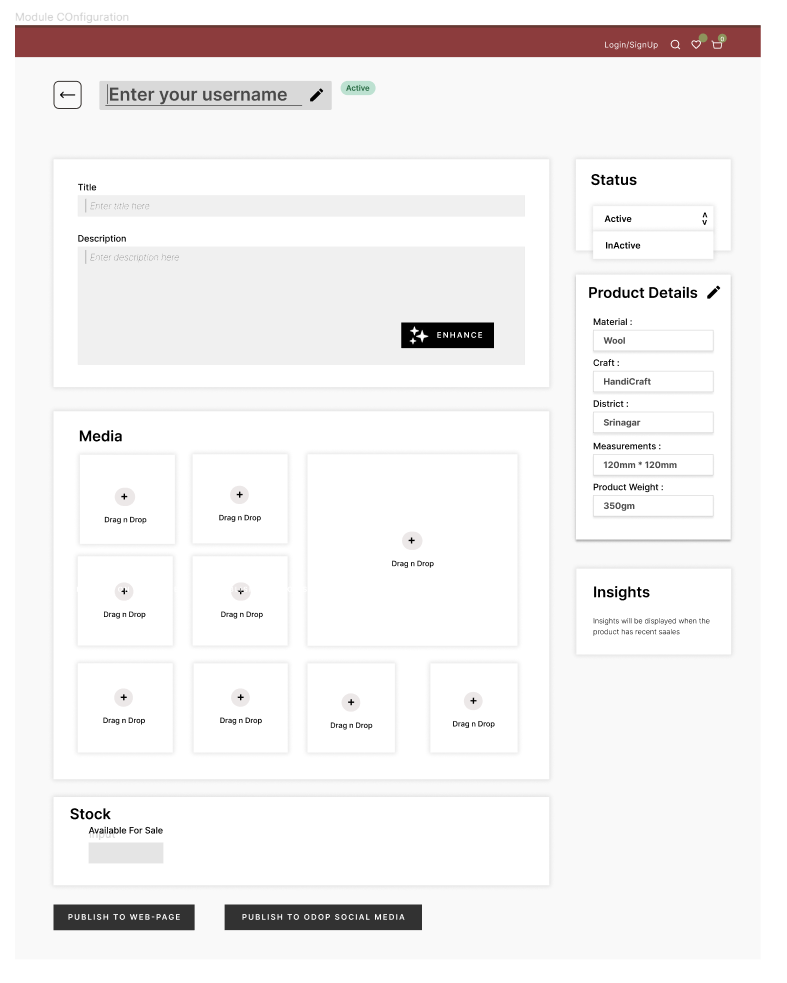 Module COnfiguration
Login/SignUp
0
Enter your username
Active
Title
Enter title here
Description
Enter description here
ENHANCE
Media
Drag n Drop
Drag n Drop
Drag n Drop
Drag n Drop
Drag n Drop
Drag n Drop
Drag n Drop
Drag n Drop
Drag n Drop
Stock
Available For Sale
Input
PUBLISH TO WEB-PAGE
PUBLISH TO ODOP SOCIAL MEDIA
Status
Active
InActive
Product Details
Material :
Wool
Craft :
HandiCraft
District :
Srinagar
Measurements :
120mm * 120mm
Product Weight :
350gm
Insights
Insights will be displayed when the
product has recent saales